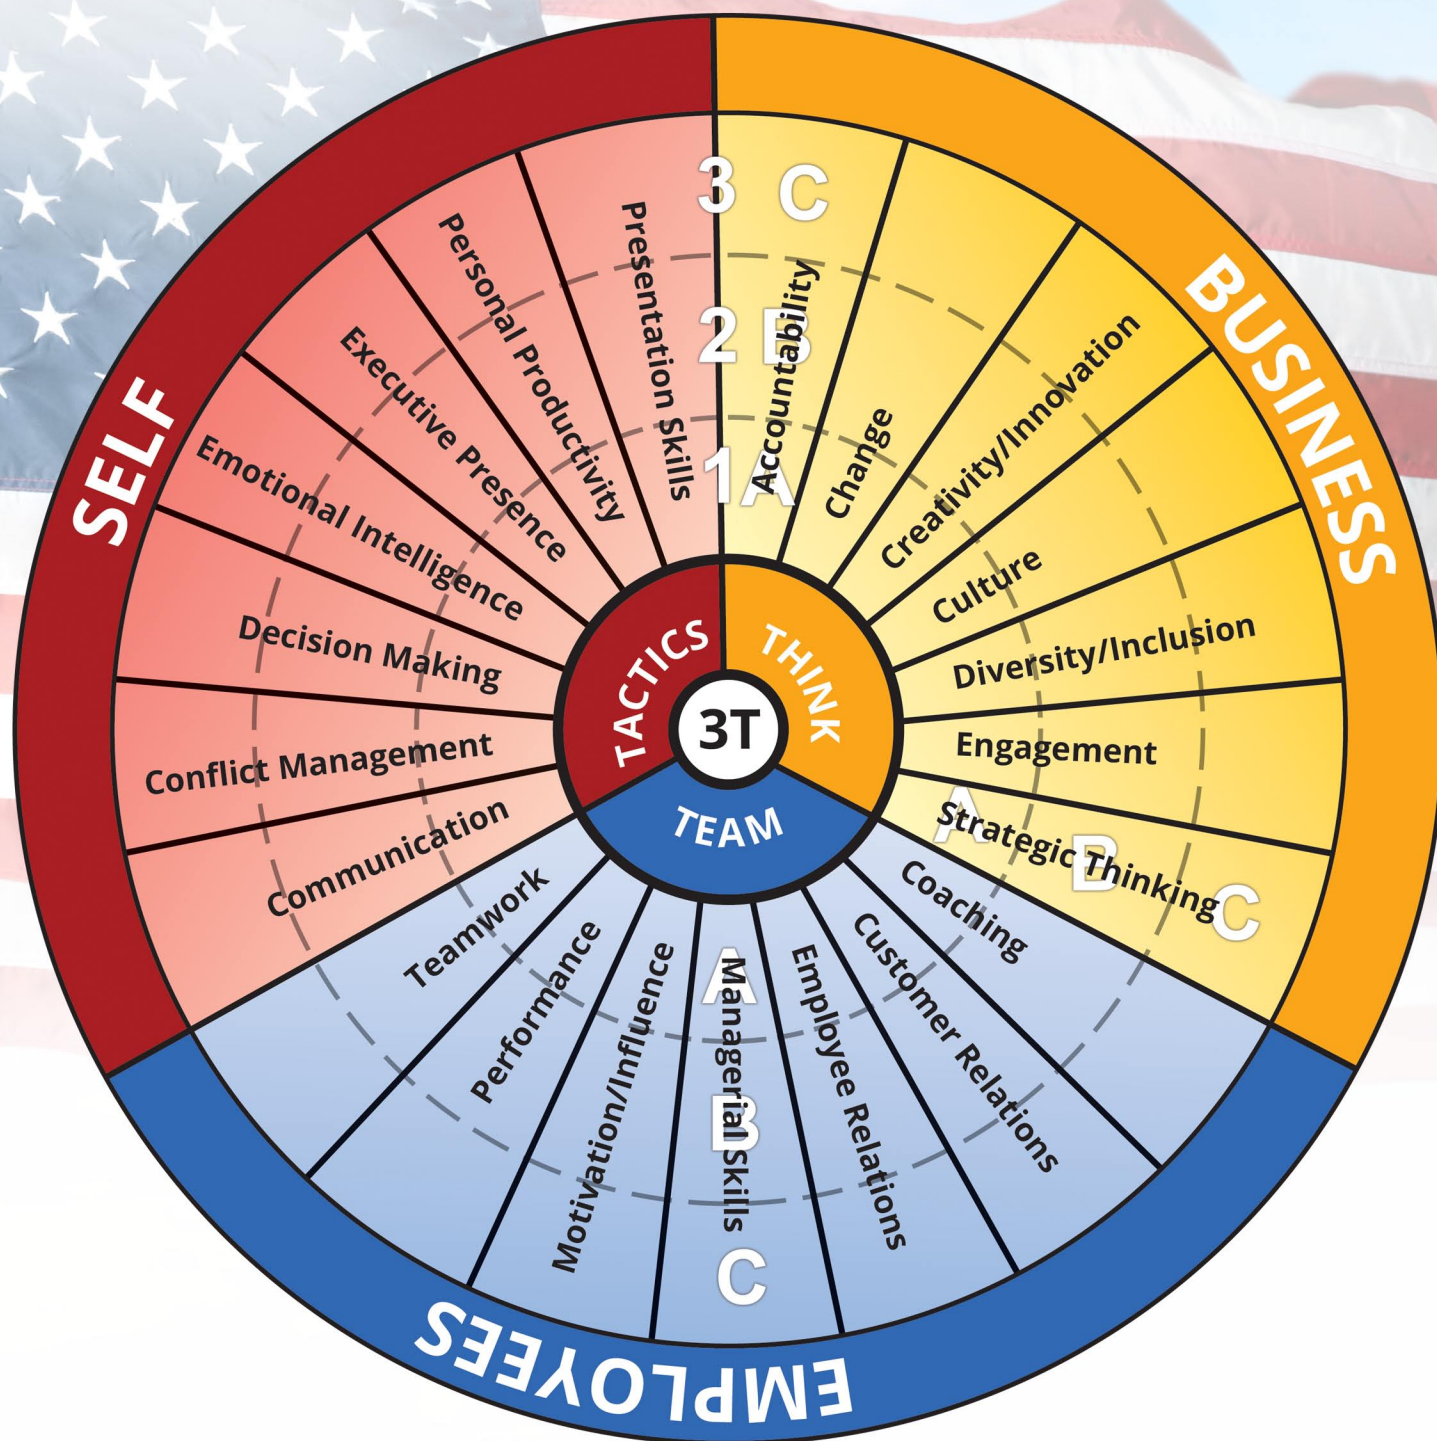 SELF
BUSINESS
EMPLOYEES
3T
TACTICS
THINK
TEAM
3 C
2 B
1 A
Accountability
Change
Creativity/Innovation
Culture
Diversity/Inclusion
Engagement
Strategic Thinking
A
B
C
Coaching
Customer Relations
Employee Relations
Managerial Skills
A
B
C
Motivation/Influence
Performance
Teamwork
Communication
Conflict Management
Decision Making
Emotional Intelligence
Executive Presence
Personal Productivity
Presentation Skills